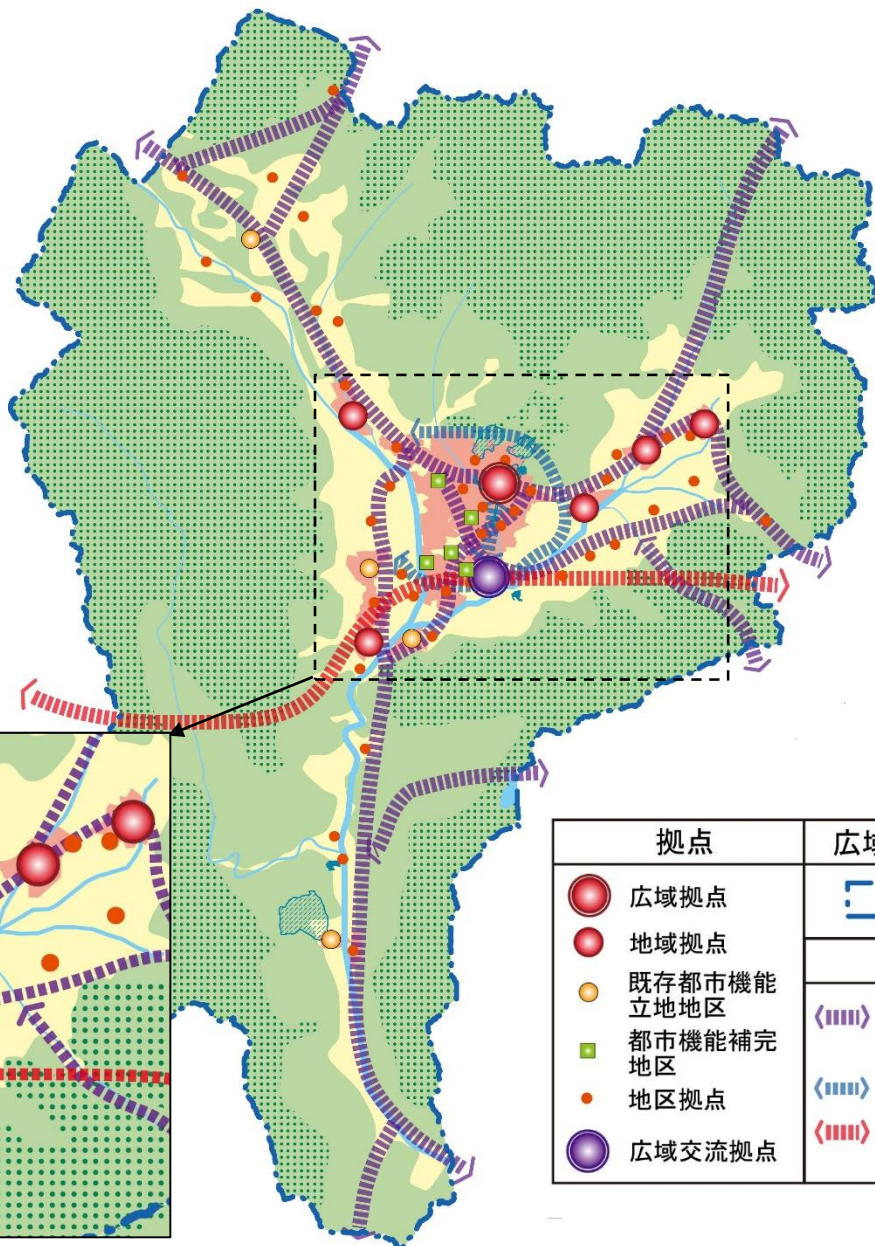 拠点
広域
広域拠点
地域拠点
既存都市機能
立地地区
都市機能補完
地区
地区拠点
広域交流拠点